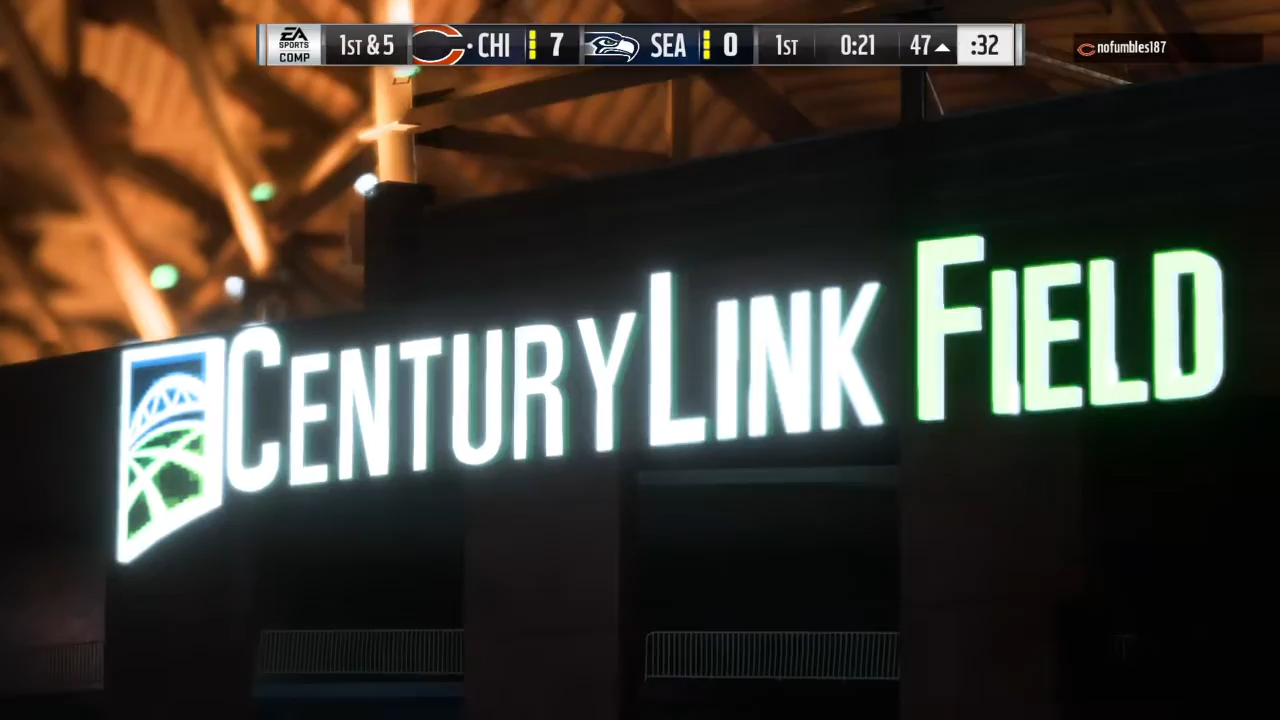 EA
SPORTS
COMP
1ST & 5
CHI 7
SEA 0
1ST
0:21
47
:32
nofumbles187
CENTURYLINK FIELD